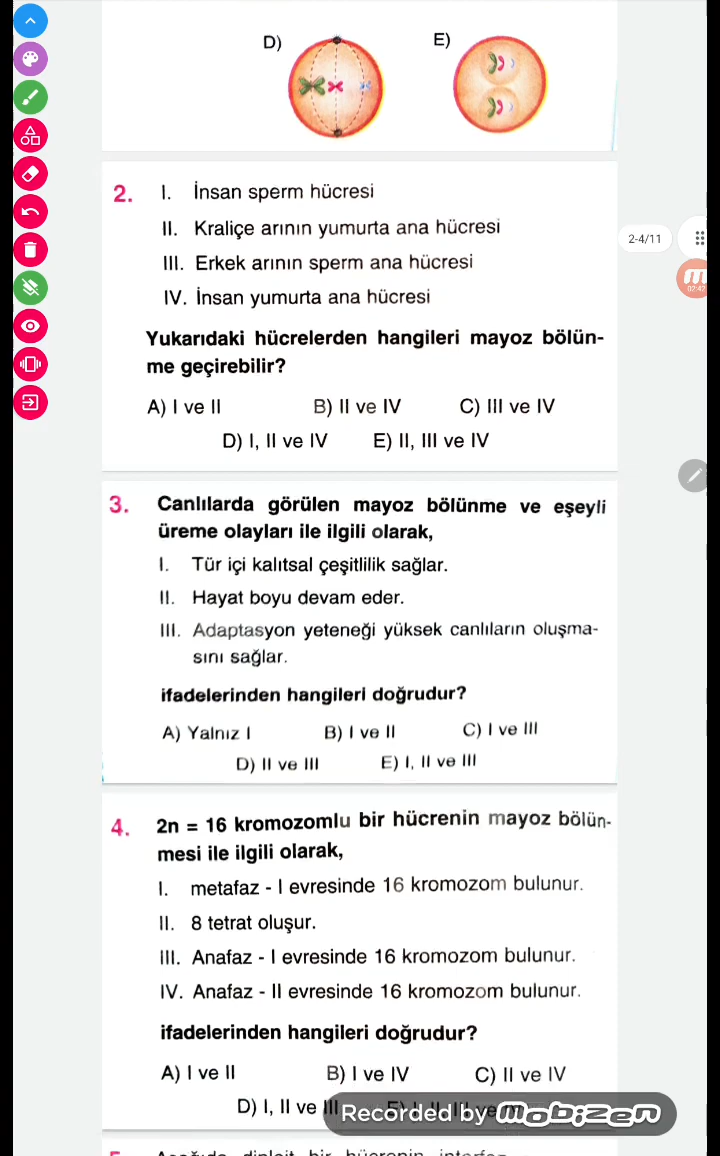 D)
E)
2. I. İnsan sperm hücresi
II. Kraliçe arının yumurta ana hücresi
III. Erkek arının sperm ana hücresi
IV. İnsan yumurta ana hücresi
Yukarıdaki hücrelerden hangileri mayoz bölün-
me geçirebilir?
A) I ve II B) II ve IV C) III ve IV
D) I, II ve IV E) II, III ve IV
2-4/11
02:42
3. Canlılarda görülen mayoz bölünme ve eşeyli
üreme olayları ile ilgili olarak,
I. Tür içi kalıtsal çeşitlilik sağlar.
II. Hayat boyu devam eder.
III. Adaptasyon yeteneği yüksek canlıların oluşma-
sını sağlar.
ifadelerinden hangileri doğrudur?
A) Yalnız I B) I ve II C) I ve III
D) II ve III E) I, II ve III
4. 2n = 16 kromozomlu bir hücrenin mayoz bölün-
mesi ile ilgili olarak,
I. metafaz - I evresinde 16 kromozom bulunur.
II. 8 tetrat oluşur.
III. Anafaz - I evresinde 16 kromozom bulunur.
IV. Anafaz - II evresinde 16 kromozom bulunur.
ifadelerinden hangileri doğrudur?
A) I ve II B) I ve IV C) II ve IV
D) I, II ve III
Recorded by mobizen